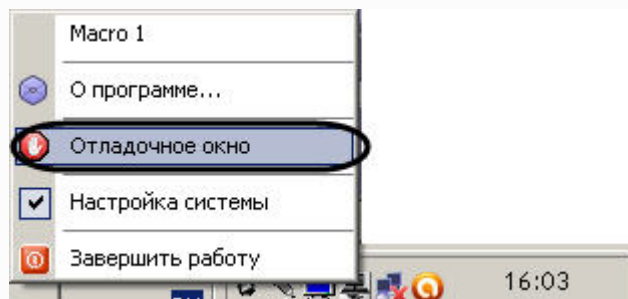 Macro 1
О программе...
Отладочное окно
Настройка системы
Завершить работу
16:03